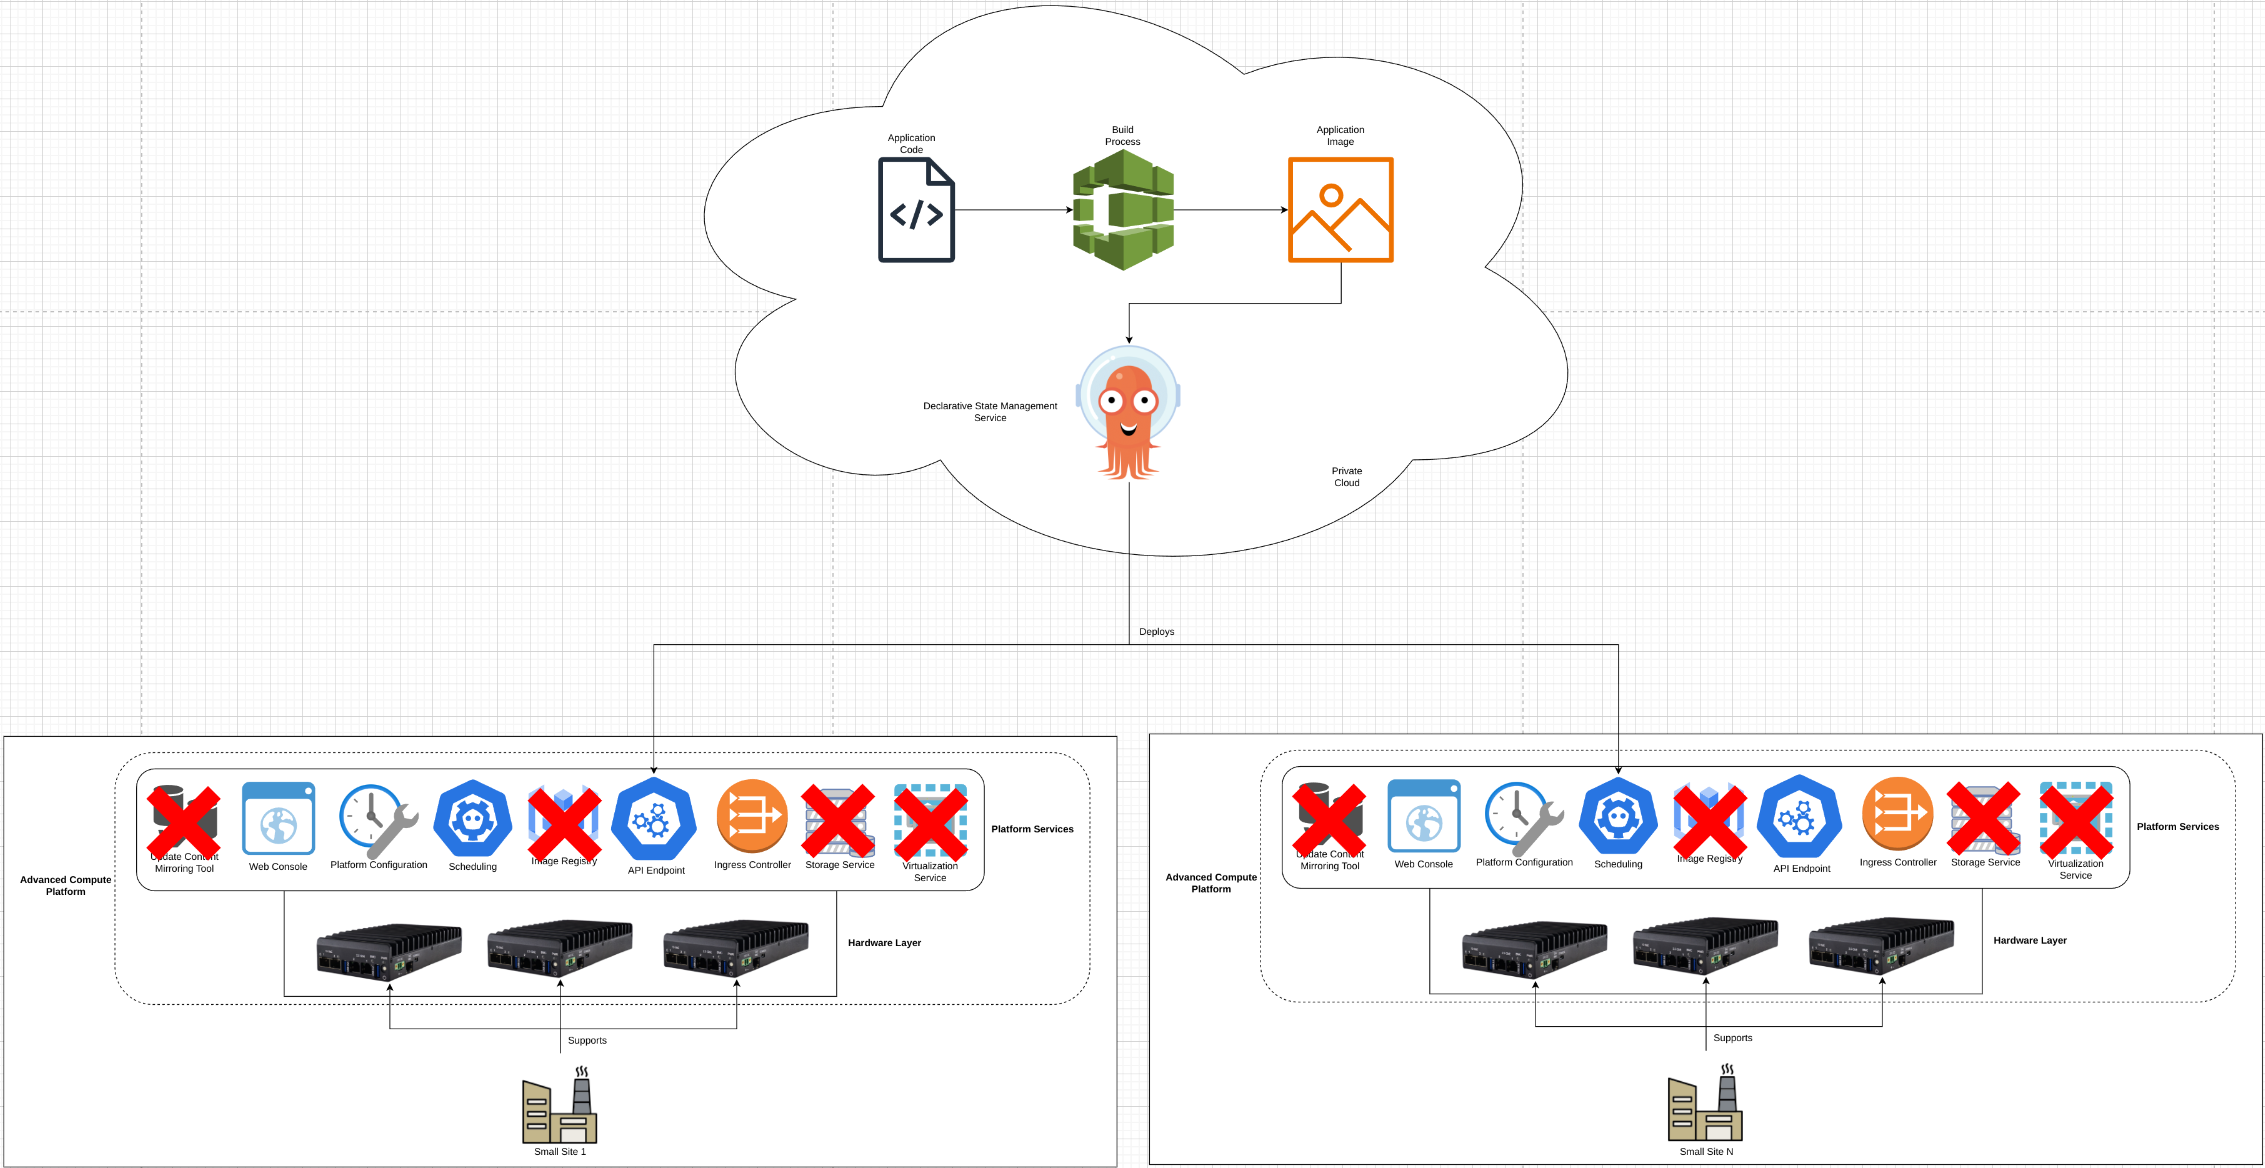 Application
Code
Build
Process
Application
Image
</>
Declarative State Management
Service
Private
Cloud
Deploys
Update Content
Mirroring Tool
Web Console
Platform Configuration
Scheduling
Image Registry
API Endpoint
Ingress Controller
Storage Service
Virtualization
Service
Platform Services
Advanced Compute
Platform
Hardware Layer
Supports
Small Site 1
Update Content
Mirroring Tool
Web Console
Platform Configuration
Scheduling
Image Registry
API Endpoint
Ingress Controller
Storage Service
Virtualization
Service
Platform Services
Advanced Compute
Platform
Hardware Layer
Supports
Small Site N